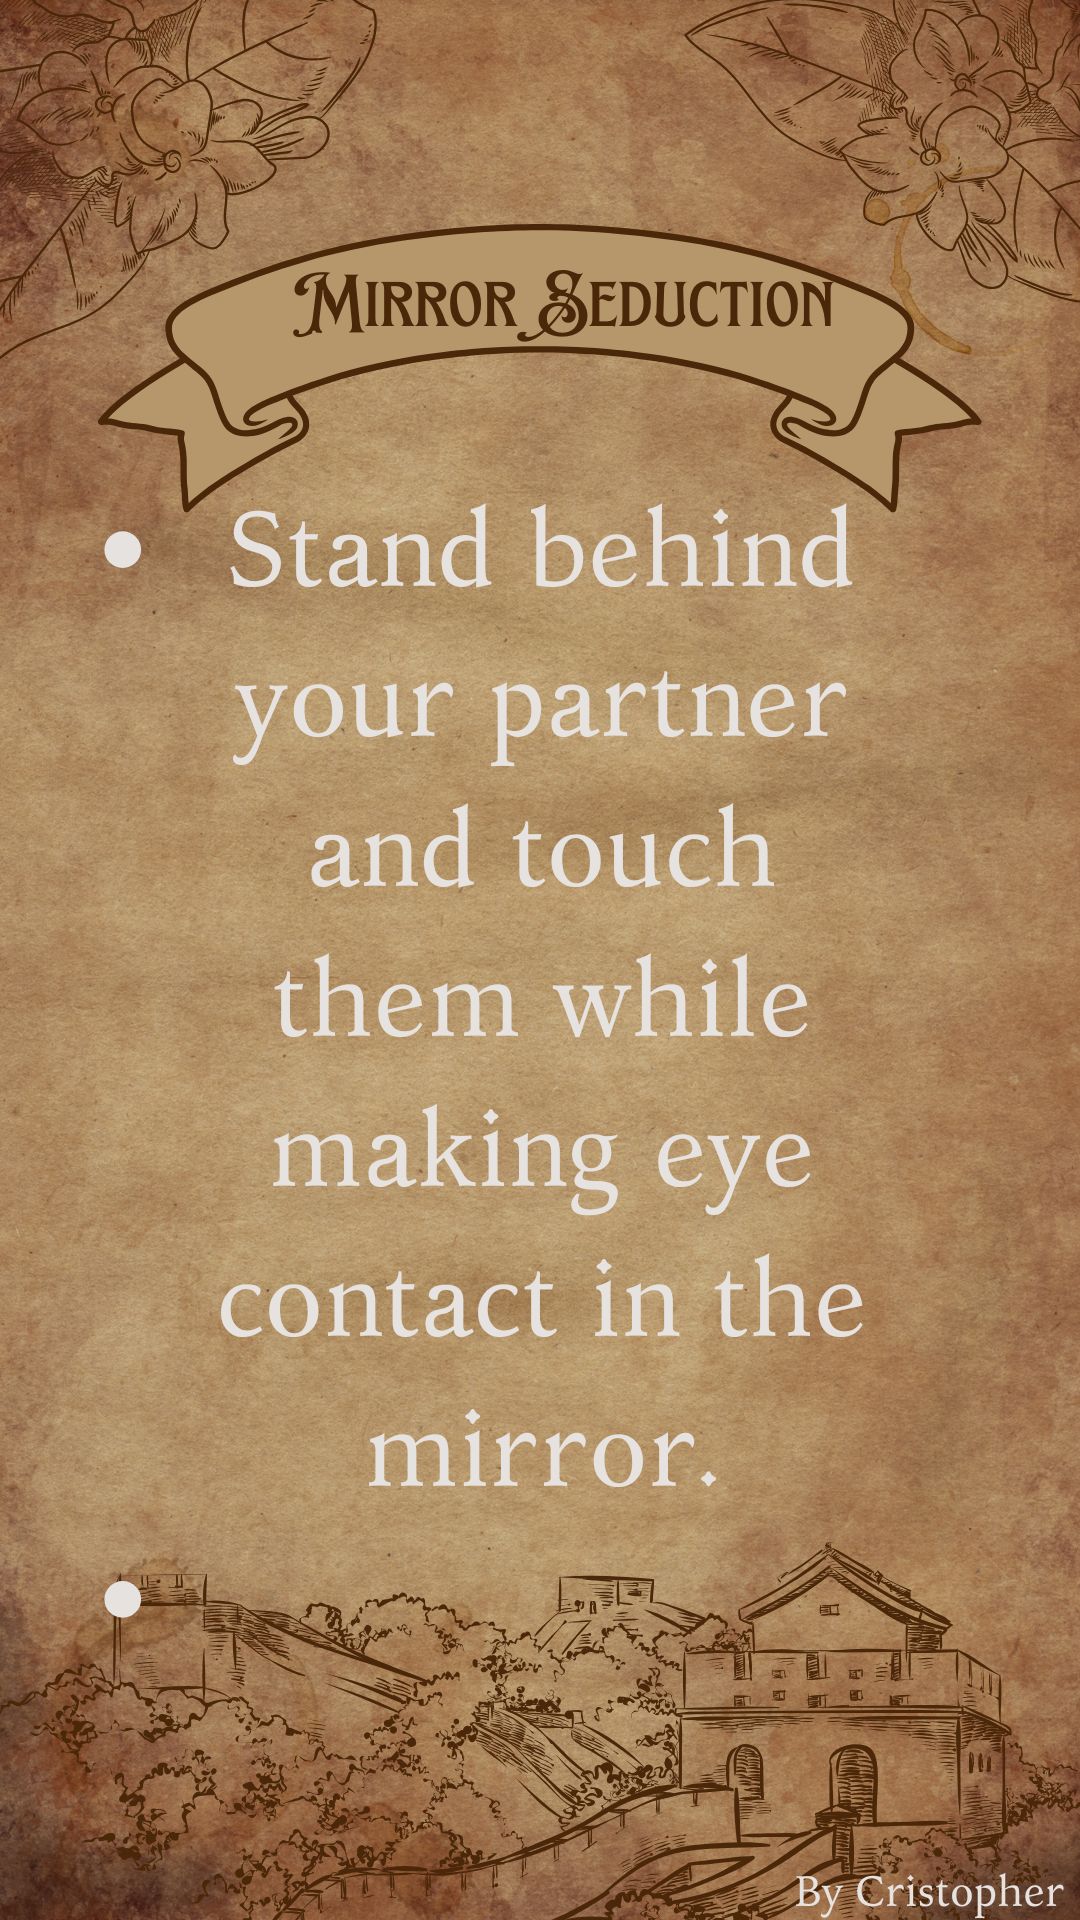 Mirror Seduction
• Stand behind
your partner
and touch
them while
making eye
contact in the
mirror.
•
By Cristopher